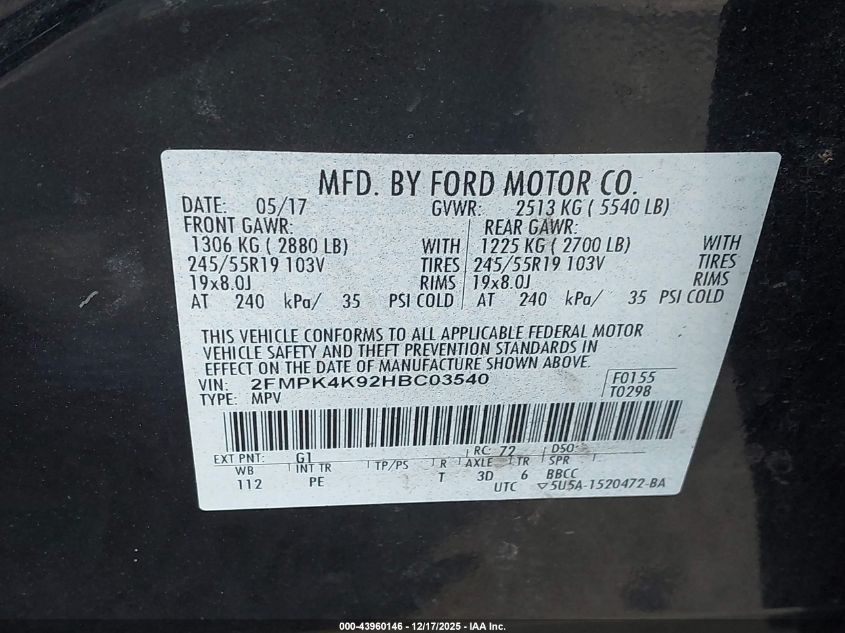 MFD. BY FORD MOTOR CO.
DATE: 05/17 GVWR: 2513 KG ( 5540 LB)
FRONT GAWR: REAR GAWR:
1306 KG ( 2880 LB) WITH 1225 KG ( 2700 LB) WITH
245/55R19 103V TIRES 245/55R19 103V TIRES
19x8.0J RIMS 19x8.0J RIMS
AT 240 kPa/ 35 PSI COLD AT 240 kPa/ 35 PSI COLD
THIS VEHICLE CONFORMS TO ALL APPLICABLE FEDERAL MOTOR
VEHICLE SAFETY AND THEFT PREVENTION STANDARDS IN
EFFECT ON THE DATE OF MANUFACTURE SHOWN ABOVE.
VIN: 2FMPK4K92HBC03540 F0155
TYPE: MPV T0298
EXT PNT: G1 RC: 72 DSO:
WB INT TR TP/PS R AXLE TR SPR
112 PE T 3D 6 BBCC
UTC ▽5U5A-1520472-BA
000-43960146 - 12/17/2025 - IAA Inc.